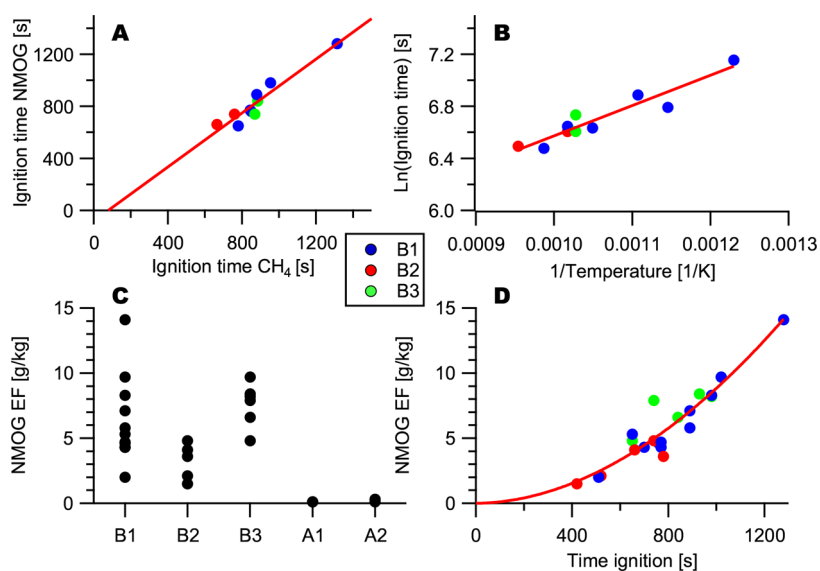 A
Ignition time NMOG [s]
1200
800
400
0
0
400
800
1200
Ignition time CH4 [s]
B
Ln(Ignition time) [s]
7.2
6.8
6.4
6.0
0.0009
0.0010
0.0011
0.0012
0.0013
1/Temperature [1/K]
B1
B2
B3
C
NMOG EF [g/kg]
15
10
5
0
B1
B2
B3
A1
A2
D
NMOG EF [g/kg]
15
10
5
0
0
400
800
1200
Time ignition [s]